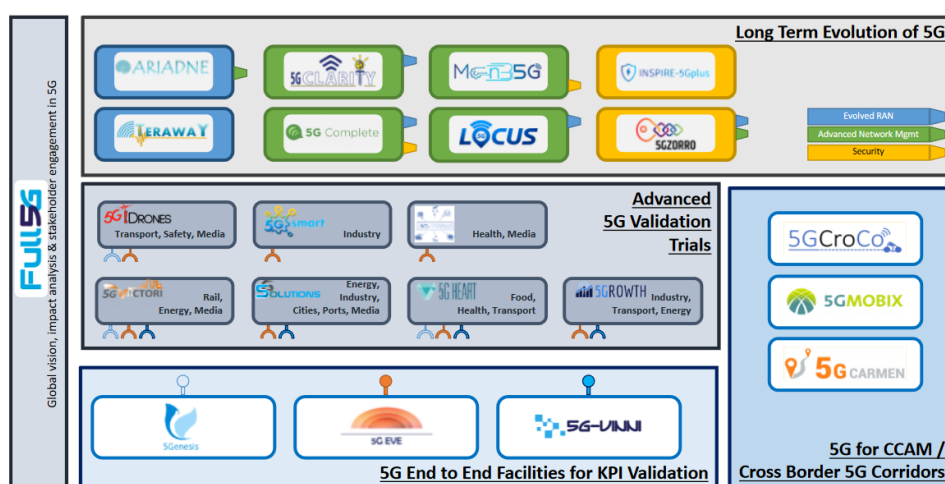 Full5G
Global vision, impact analysis & stakeholder engagement in 5G
Long Term Evolution of 5G
ARIADNE
5G CLARITY
INSPIRE-5Gplus
TERAWAY
5G Complete
LOCUS
5GZORRO
Evolved RAN
Advanced Network Mgmt
Security
Advanced
5G Validation
Trials
5G!DRONES
Transport, Safety, Media
5G smart
Industry
Health, Media
5G VICTORI
Rail,
Energy, Media
5G SOLUTIONS
Energy,
Industry,
Cities, Ports, Media
5G HEART
Food,
Health, Transport
5GROWTH
Industry,
Transport, Energy
5GCroCo
5GMOBIX
5G CARMEN
5G for CCAM /
Cross Border 5G Corridors
5Genesis
5G EVE
5G-VINNI
5G End to End Facilities for KPI Validation